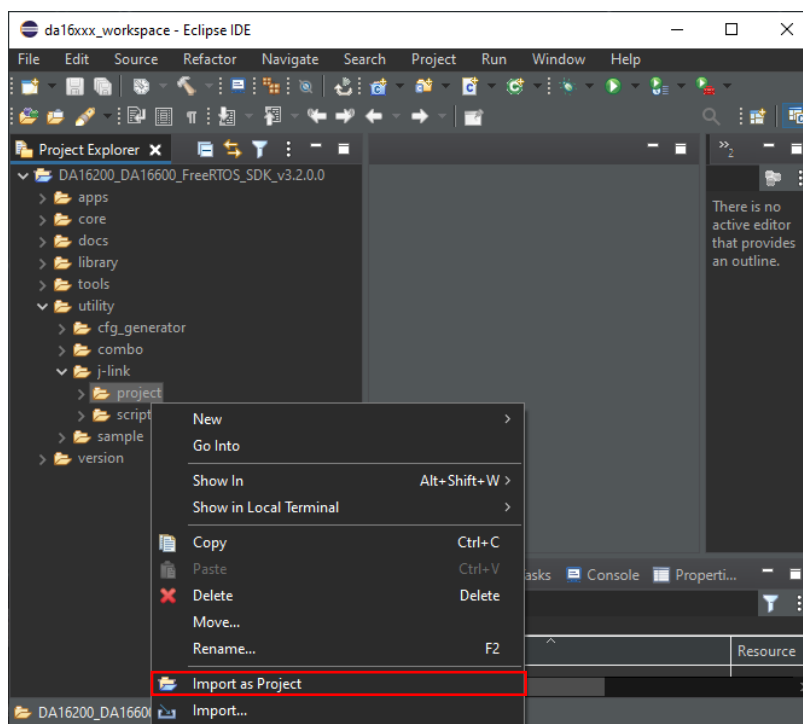 da16xxx_workspace - Eclipse IDE
File Edit Source Refactor Navigate Search Project Run Window Help
Project Explorer
DA16200_DA16600_FreeRTOS_SDK_v3.2.0.0
apps
core
docs
library
tools
utility
cfg_generator
combo
j-link
project
script
sample
version
2
There is no
active editor
that provides
an outline.
New
Go Into
Show In Alt+Shift+W
Show in Local Terminal
Copy Ctrl+C
Paste Ctrl+V
Delete Delete
Move...
Rename... F2
Import as Project
Import...
asks Console Properti...
Resource
DA16200_DA1660